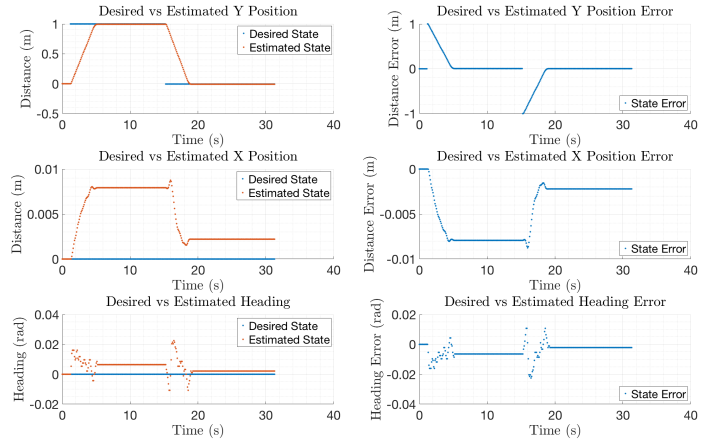 Desired vs Estimated Y Position
Distance (m)
1
0.5
0
-0.5
0 10 20 30 40
Time (s)
Desired State
Estimated State
Desired vs Estimated Y Position Error
Distance Error (m)
1
0
-1
0 10 20 30 40
Time (s)
State Error
Desired vs Estimated X Position
Distance (m)
0.01
0.005
0
0 10 20 30 40
Time (s)
Desired State
Estimated State
Desired vs Estimated X Position Error
Distance Error (m)
0
-0.005
-0.01
0 10 20 30 40
Time (s)
State Error
Desired vs Estimated Heading
Heading (rad)
0.04
0.02
0
-0.02
0 10 20 30 40
Time (s)
Desired State
Estimated State
Desired vs Estimated Heading Error
Heading Error (rad)
0.02
0
-0.02
-0.04
0 10 20 30 40
Time (s)
State Error